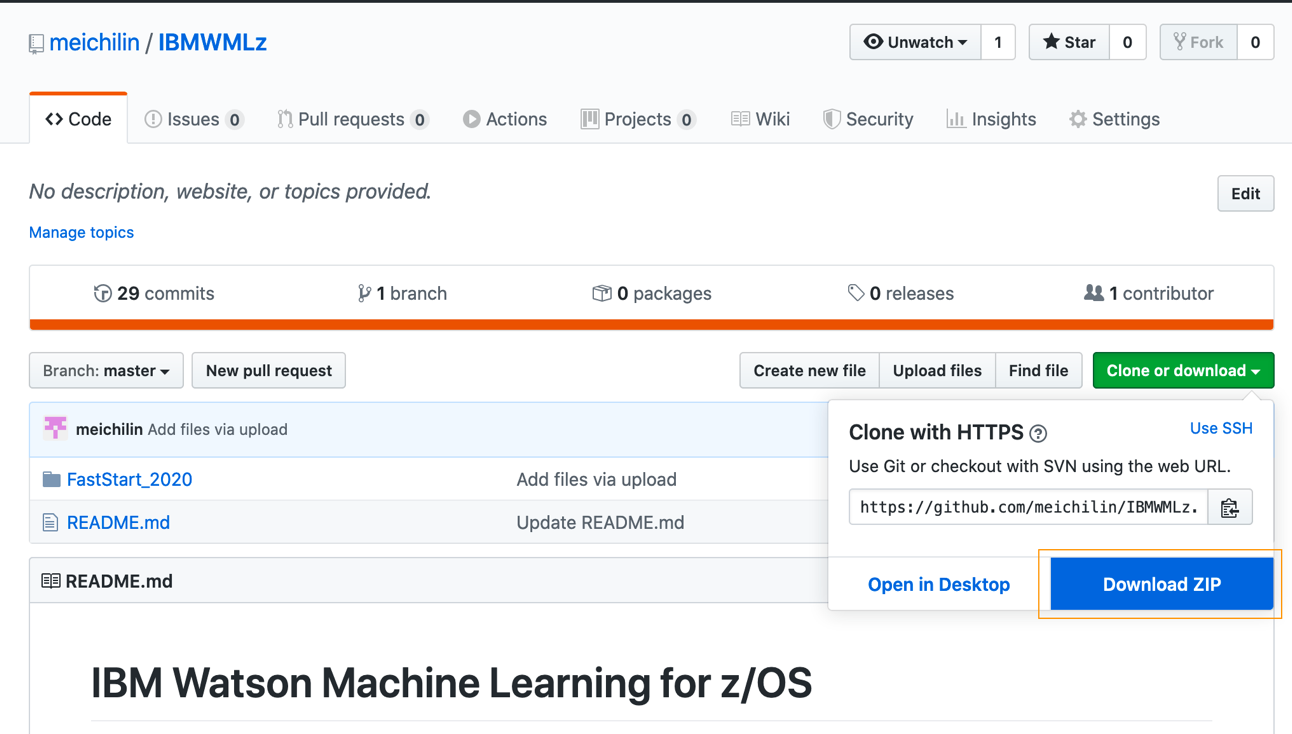 meichilin / IBMWMLz
Unwatch 1 Star 0 Fork 0
Code Issues 0 Pull requests 0 Actions Projects 0 Wiki Security Insights Settings
No description, website, or topics provided.
Edit
Manage topics
29 commits 1 branch 0 packages 0 releases 1 contributor
Branch: master New pull request Create new file Upload files Find file Clone or download
meichilin Add files via upload
FastStart_2020 Add files via upload
README.md Update README.md
Clone with HTTPS ? Use SSH
Use Git or checkout with SVN using the web URL.
https://github.com/meichilin/IBMWMLz.
Open in Desktop Download ZIP
README.md
IBM Watson Machine Learning for z/OS